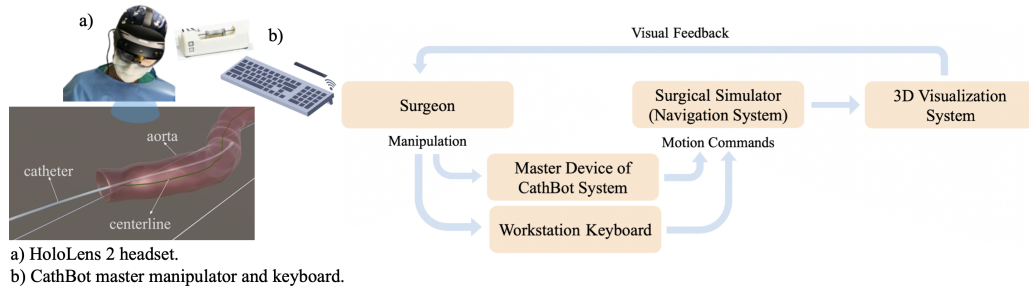 a)
b)
aorta
catheter
centerline
a) HoloLens 2 headset.
b) CathBot master manipulator and keyboard.
Visual Feedback
Surgeon
Surgical Simulator
(Navigation System)
3D Visualization
System
Manipulation
Motion Commands
Master Device of
CathBot System
Workstation Keyboard